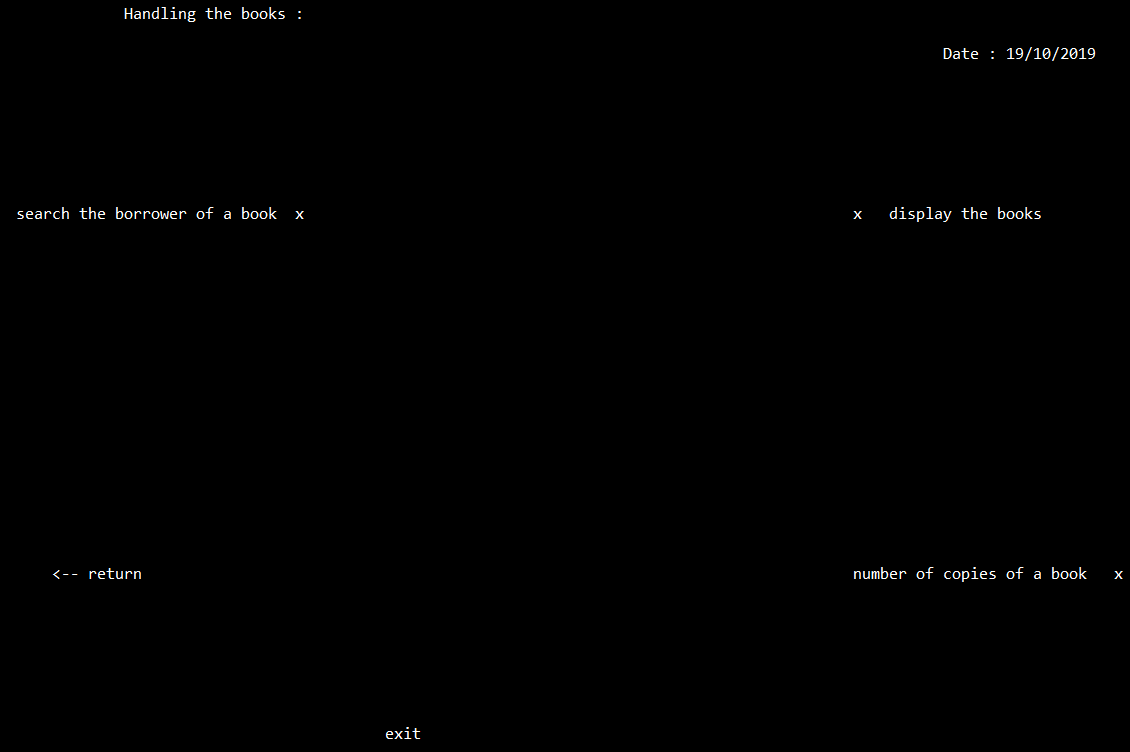 Handling the books :
Date : 19/10/2019
search the borrower of a book  x
x   display the books
<-- return
number of copies of a book   x
exit